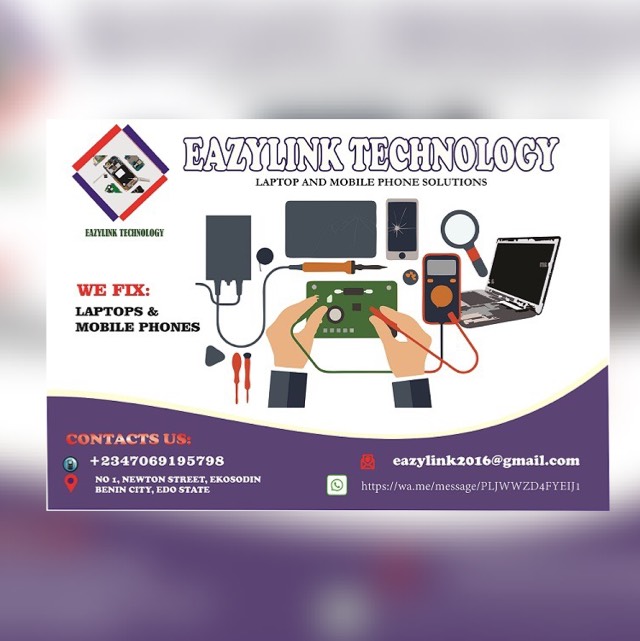 EAZYLINK TECHNOLOGY
LAPTOP AND MOBILE PHONE SOLUTIONS
EAZYLINK TECHNOLOGY
WE FIX:
LAPTOPS &
MOBILE PHONES
CONTACTS US:
+2347069195798
NO 1, NEWTON STREET, EKOSODIN
BENIN CITY, EDO STATE
eazylink2016@gmail.com
https://wa.me/message/PLJWWZD4FYEIJ1